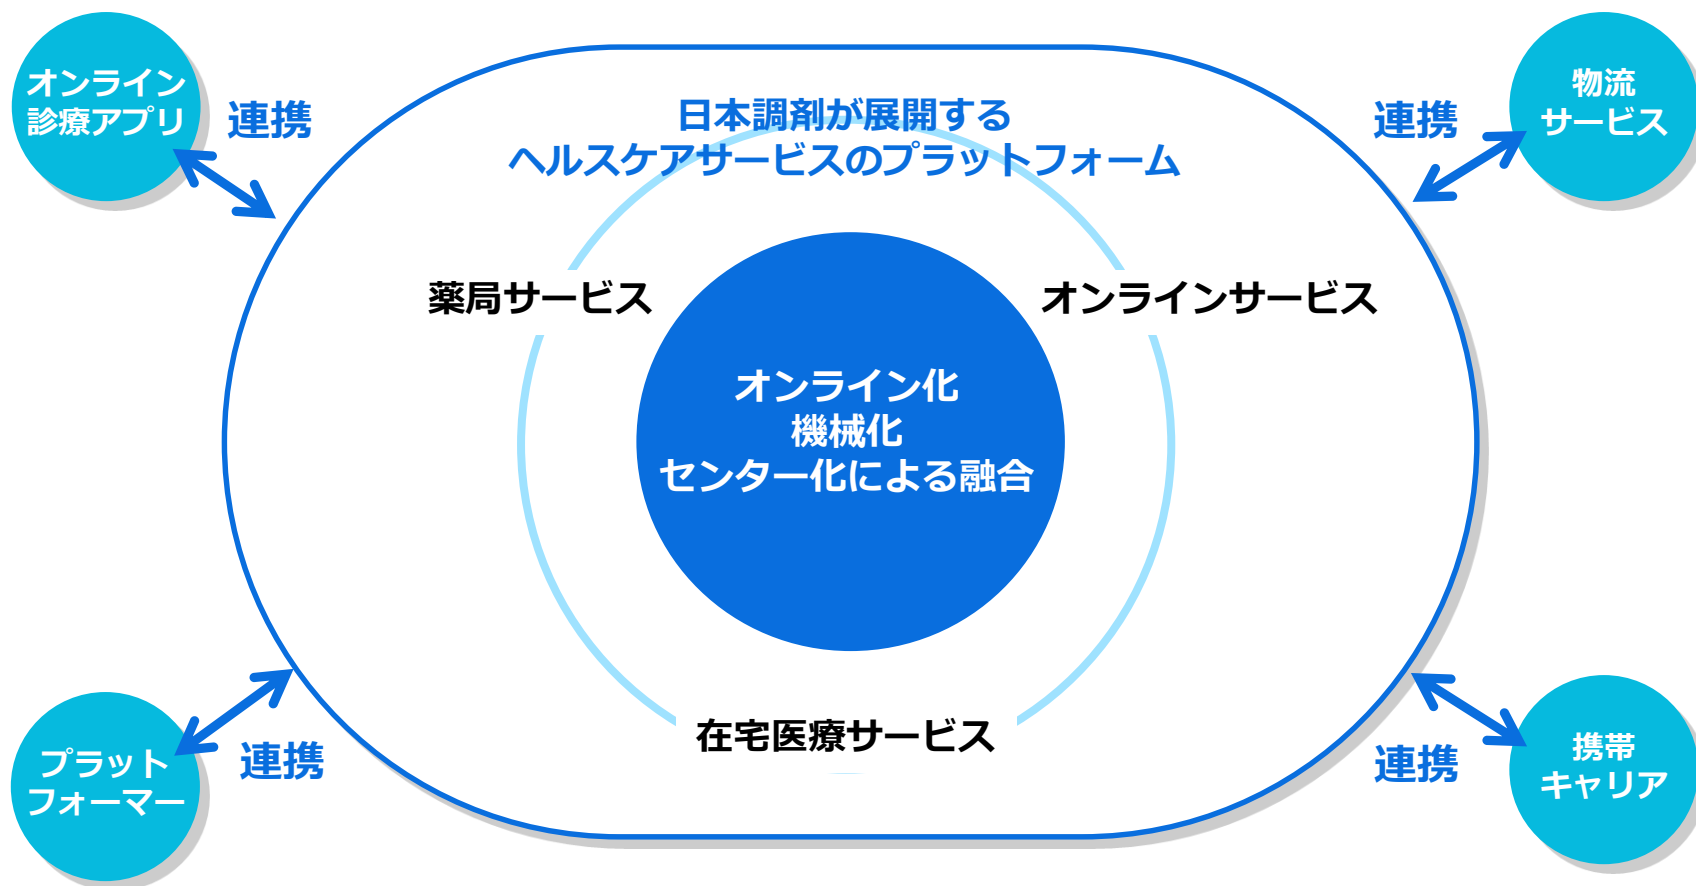 オンライン
診療アプリ
連携
日本調剤が展開する
ヘルスケアサービスのプラットフォーム
連携
物流
サービス
薬局サービス
オンラインサービス
オンライン化
機械化
センター化による融合
在宅医療サービス
プラット
フォーマー
連携
連携
携帯
キャリア